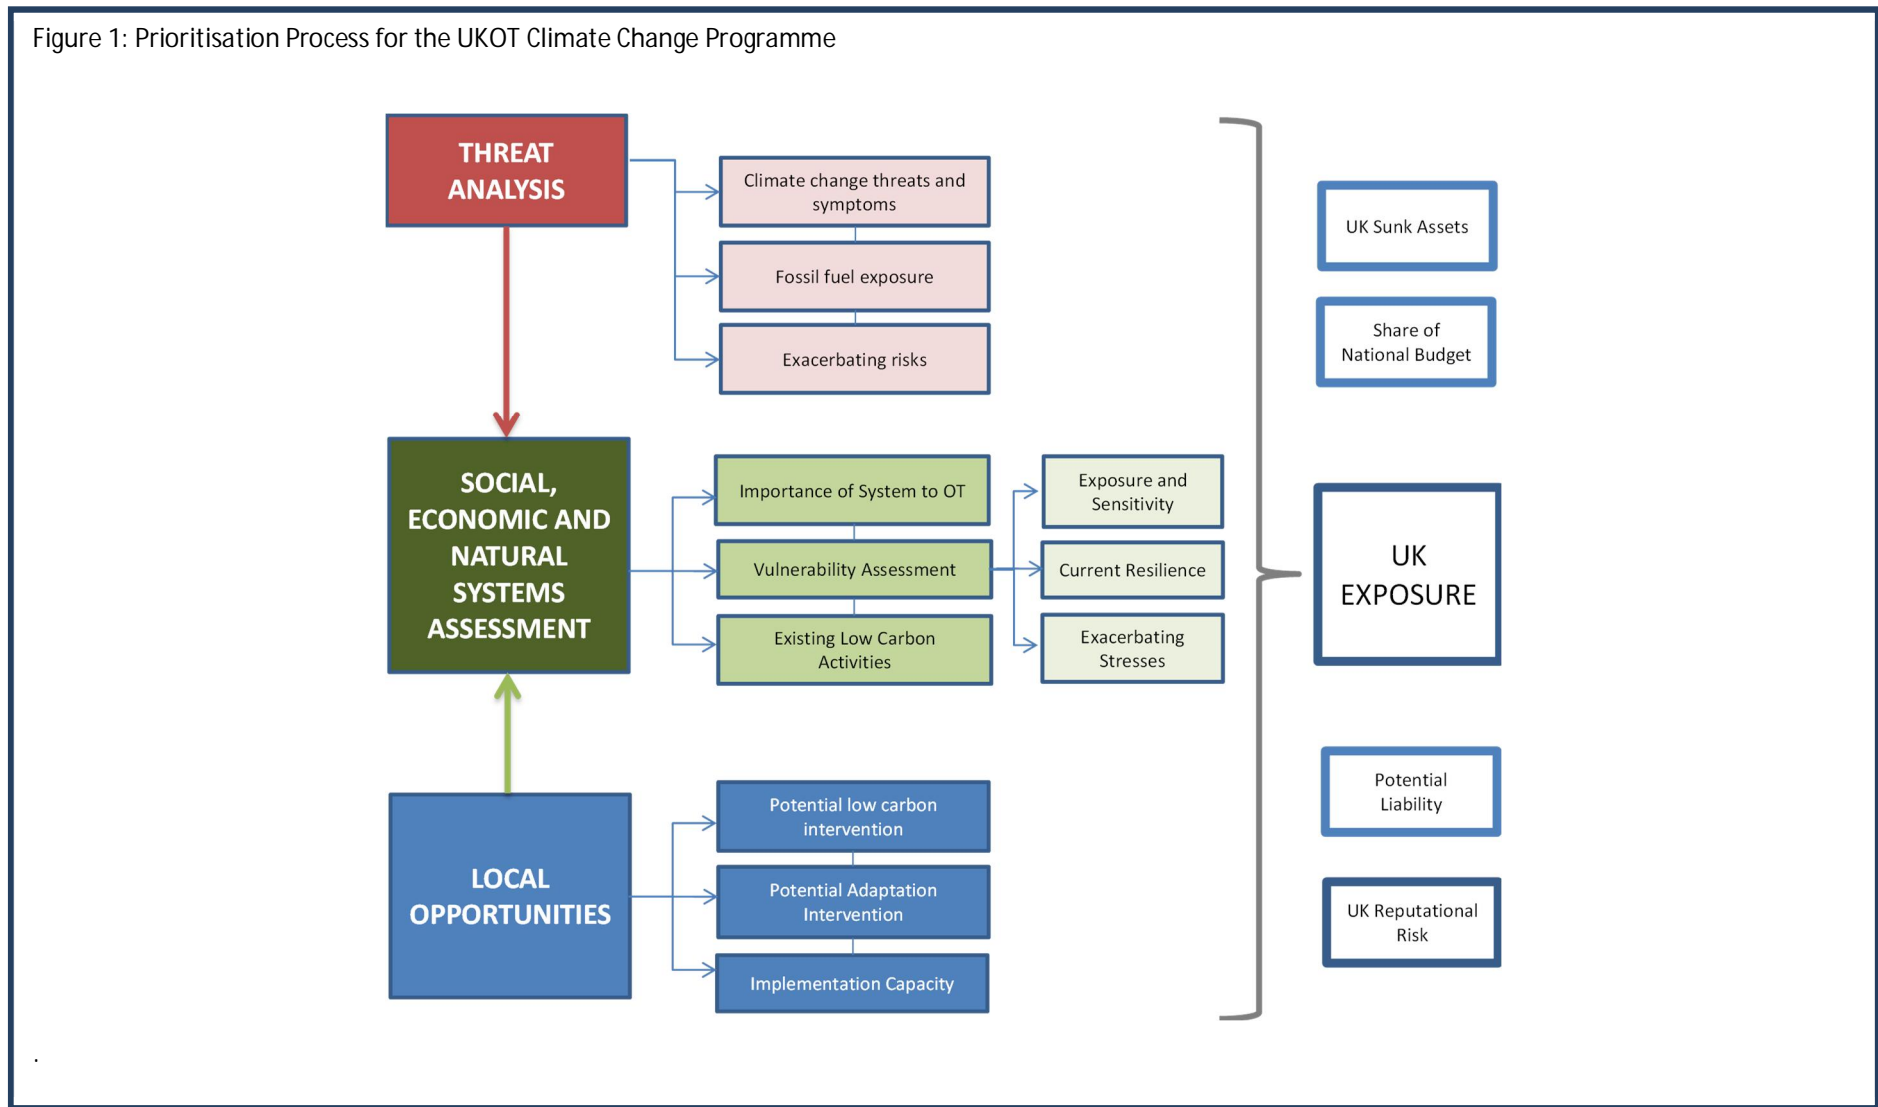 Figure 1: Prioritisation Process for the UKOT Climate Change Programme
THREAT
ANALYSIS
Climate change threats and
symptoms
Fossil fuel exposure
Exacerbating risks
SOCIAL,
ECONOMIC AND
NATURAL
SYSTEMS
ASSESSMENT
Importance of System to OT
Vulnerability Assessment
Existing Low Carbon
Activities
Exposure and
Sensitivity
Current Resilience
Exacerbating
Stresses
LOCAL
OPPORTUNITIES
Potential low carbon
intervention
Potential Adaptation
Intervention
Implementation Capacity
UK Sunk Assets
Share of
National Budget
UK
EXPOSURE
Potential
Liability
UK Reputational
Risk
.